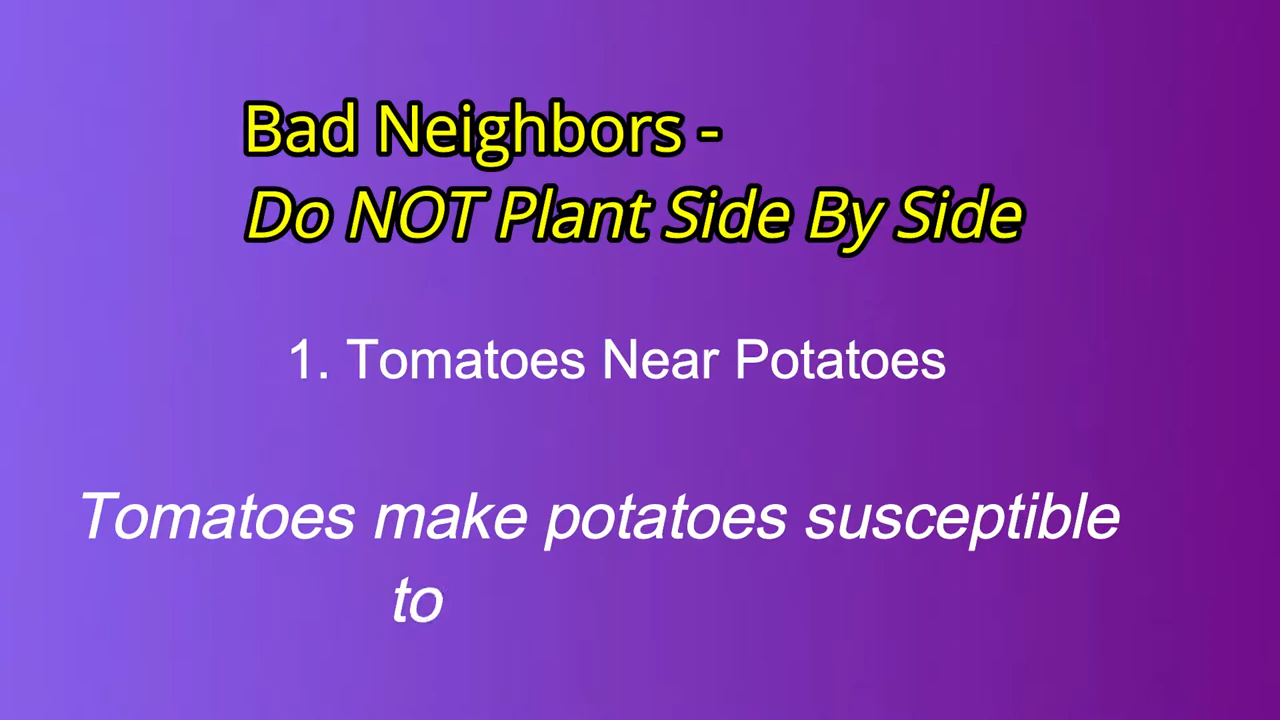 Bad Neighbors -
Do NOT Plant Side By Side
1. Tomatoes Near Potatoes
Tomatoes make potatoes susceptible
to